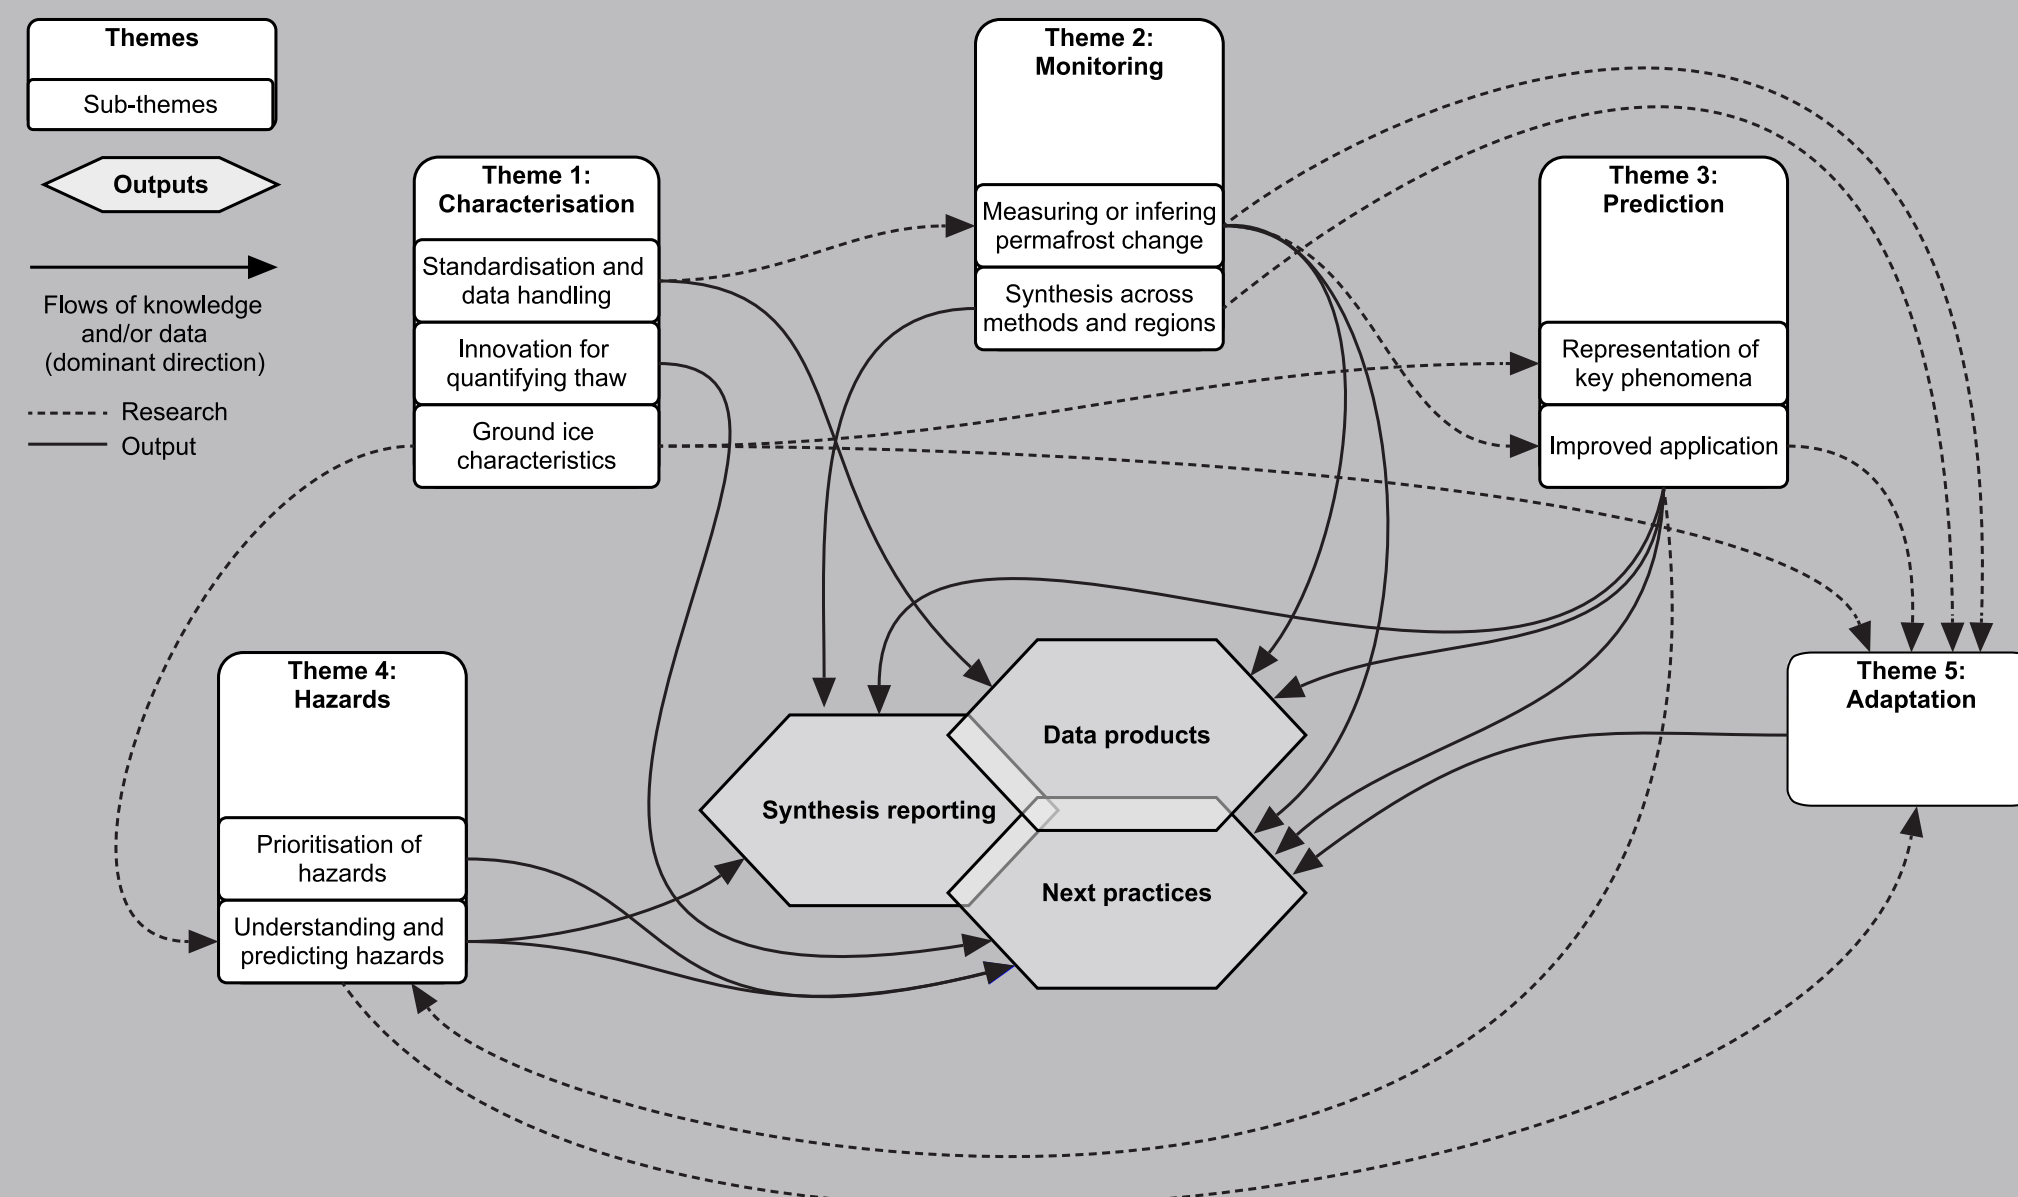 Themes
Sub-themes
Outputs
Flows of knowledge
and/or data
(dominant direction)
Research
Output
Theme 1:
Characterisation
Standardisation and
data handling
Innovation for
quantifying thaw
Ground ice
characteristics
Theme 2:
Monitoring
Measuring or infering
permafrost change
Synthesis across
methods and regions
Theme 3:
Prediction
Representation of
key phenomena
Improved application
Theme 4:
Hazards
Prioritisation of
hazards
Understanding and
predicting hazards
Theme 5:
Adaptation
Data products
Synthesis reporting
Next practices